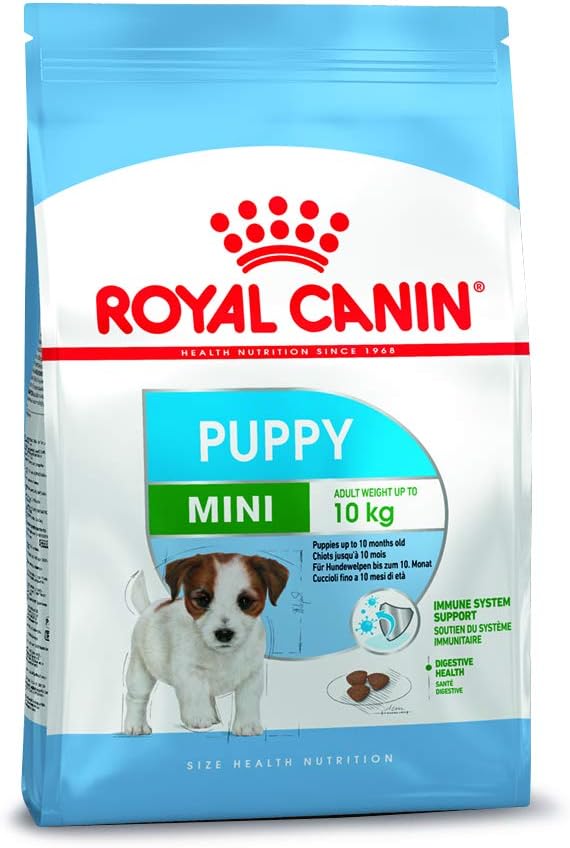 ROYAL CANIN®
HEALTH NUTRITION SINCE 1968
PUPPY
MINI
ADULT WEIGHT UP TO
10 kg
Puppies up to 10 months old
Chiots jusqu'à 10 mois
Für Hundewelpen bis zum 10. Monat
Cuccioli fino a 10 mesi di età
IMMUNE SYSTEM
SUPPORT
SOUTIEN DU SYSTÈME
IMMUNITAIRE
DIGESTIVE
HEALTH
SANTÉ
DIGESTIVE
SIZE HEALTH NUTRITION